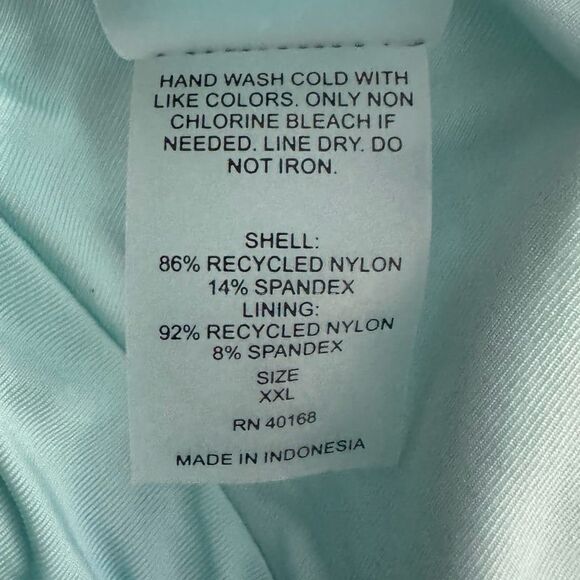 HAND WASH COLD WITH
LIKE COLORS. ONLY NON
CHLORINE BLEACH IF
NEEDED. LINE DRY. DO
NOT IRON.
SHELL:
86% RECYCLED NYLON
14% SPANDEX
LINING:
92% RECYCLED NYLON
8% SPANDEX
SIZE
XXL
RN 40168
MADE IN INDONESIA